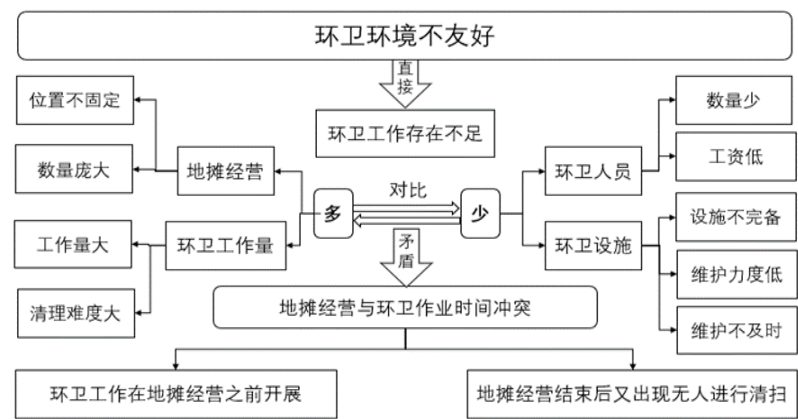 环卫环境不友好
直接
环卫工作存在不足
位置不固定
数量庞大
地摊经营
工作量大
环卫工作量
清理难度大
多
对比
少
矛盾
环卫人员
数量少
工资低
环卫设施
设施不完备
维护力度低
维护不及时
地摊经营与环卫作业时间冲突
环卫工作在地摊经营之前开展
地摊经营结束后又出现无人进行清扫